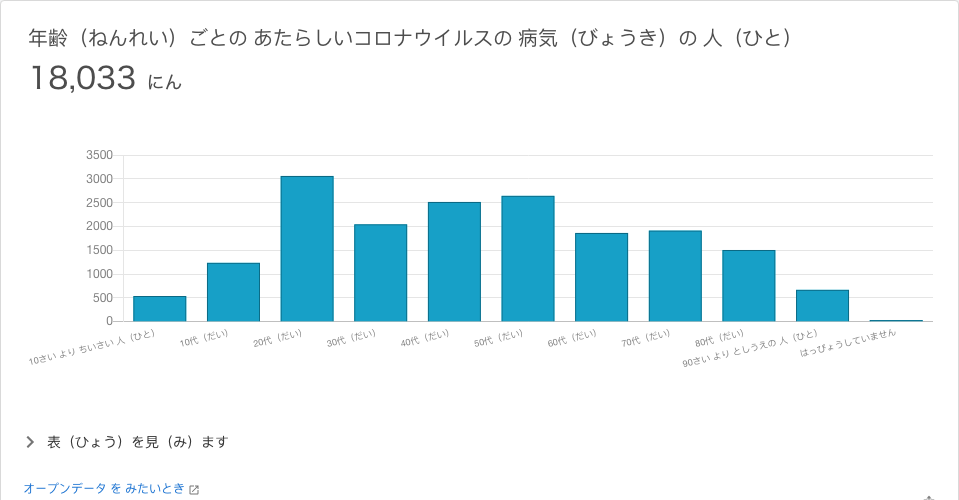 年齢（ねんれい）ごとの あたらしいコロナウイルスの 病気（びょうき）の 人（ひと）
18,033 にん
3500
3000
2500
2000
1500
1000
500
0
10さい より ちいさい 人（ひと）
10代（だい）
20代（だい）
30代（だい）
40代（だい）
50代（だい）
60代（だい）
70代（だい）
80代（だい）
90さい より としうえの 人（ひと）
はっぴょうしていません
表（ひょう）を見（み）ます
オープンデータ を みたいとき